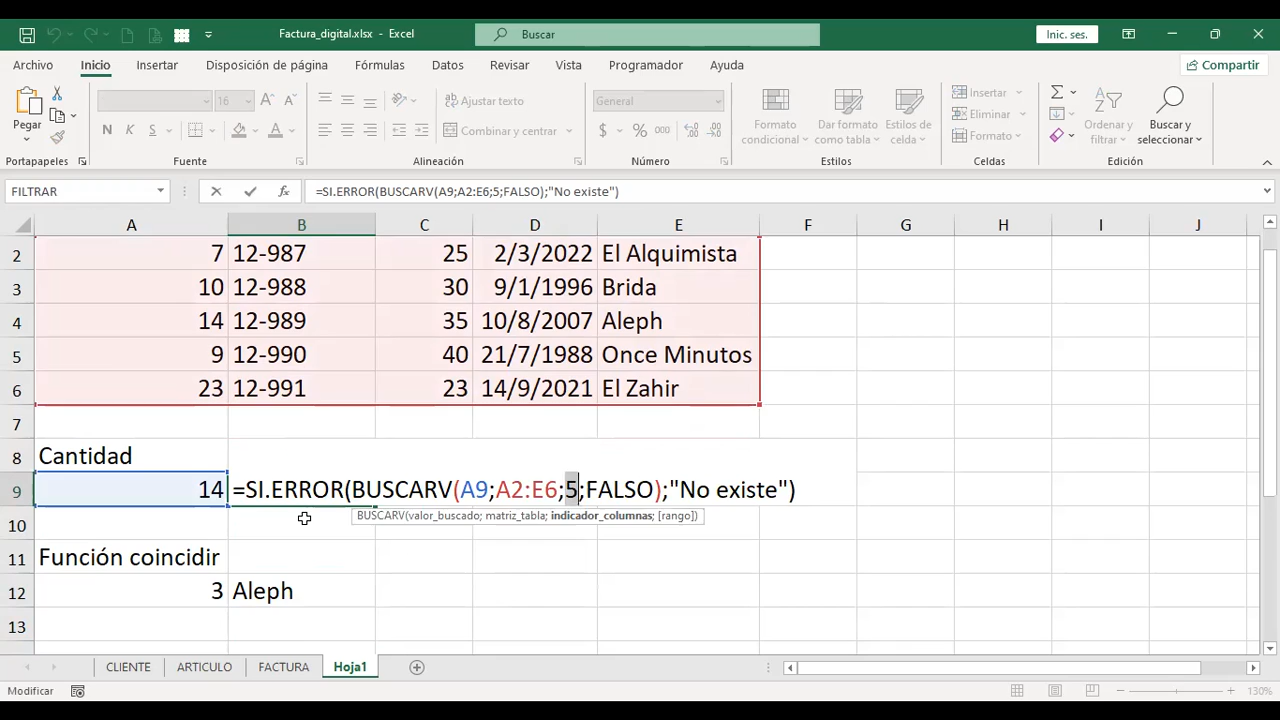 Factura_digital.xlsx - Excel
Buscar
Inic. ses.
Archivo Inicio Insertar Disposición de página Fórmulas Datos Revisar Vista Programador Ayuda
Compartir
Pegar
Portapapeles
16
N K S
Fuente
Ajustar texto
Combinar y centrar
Alineación
General
$ % 000
Número
Formato condicional
Dar formato como tabla
Estilos de celda
Estilos
Insertar
Eliminar
Formato
Celdas
Ordenar y filtrar
Buscar y seleccionar
Edición
FILTRAR
=SI.ERROR(BUSCARV(A9;A2:E6;5;FALSO);"No existe")
A B C D E F G H I J
2 7 12-987 25 2/3/2022 El Alquimista
3 10 12-988 30 9/1/1996 Brida
4 14 12-989 35 10/8/2007 Aleph
5 9 12-990 40 21/7/1988 Once Minutos
6 23 12-991 23 14/9/2021 El Zahir
7
8 Cantidad
9 14 =SI.ERROR(BUSCARV(A9;A2:E6;5;FALSO);"No existe")
BUSCARV(valor_buscado; matriz_tabla; indicador_columnas; [rango])
10
11 Función coincidir
12 3 Aleph
13
CLIENTE ARTICULO FACTURA Hoja1
Modificar
130%